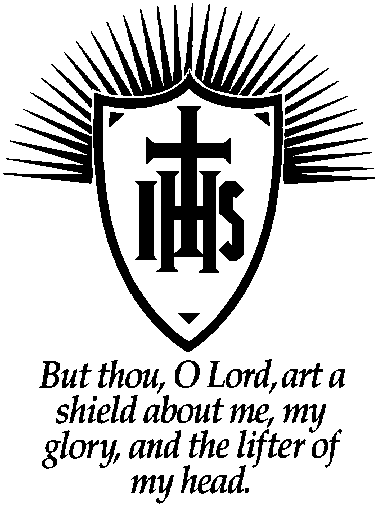 IHS
But thou, O Lord, art a
shield about me, my
glory, and the lifter of
my head.